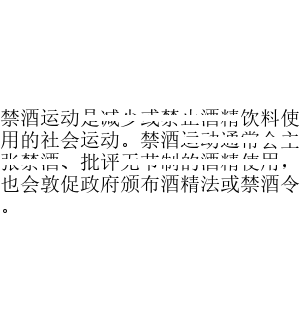 禁酒运动是减少或禁止酒精饮料使
用的社会运动。禁酒运动通常会主
张禁酒、批评无节制的酒精使用，
也会敦促政府颁布酒精法或禁酒令
。